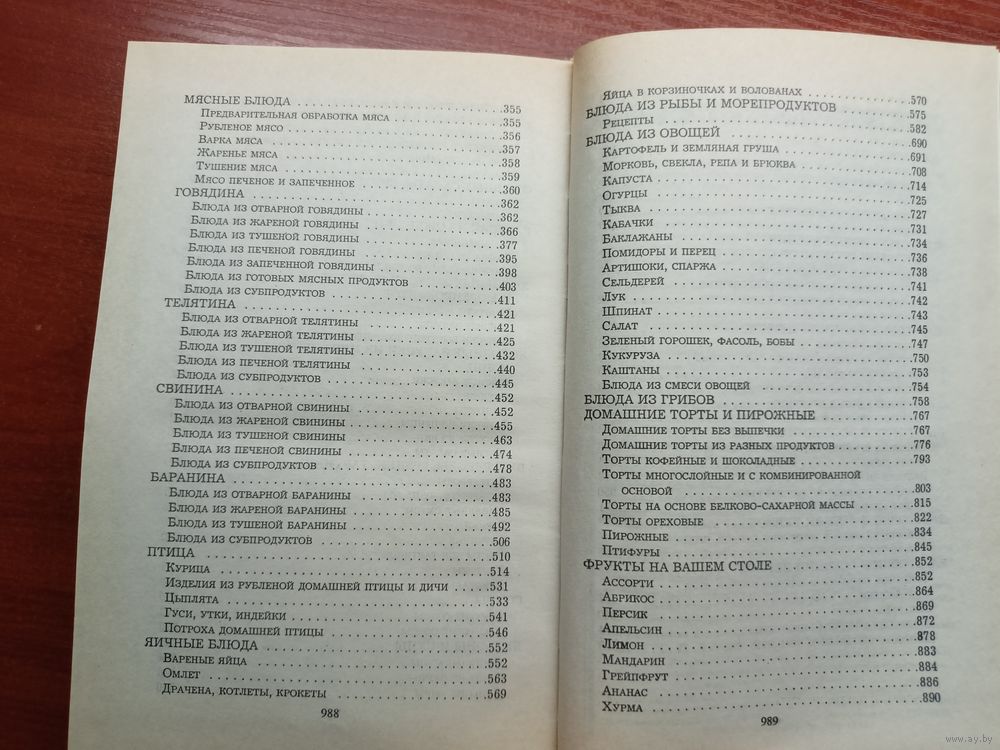 МЯСНЫЕ БЛЮДА 355
ПРЕДВАРИТЕЛЬНАЯ ОБРАБОТКА МЯСА 355
РУБЛЕНОЕ МЯСО 356
ВАРКА МЯСА 357
ЖАРЕНЬЕ МЯСА 358
ТУШЕНИЕ МЯСА 359
МЯСО ПЕЧЕНОЕ И ЗАПЕЧЕННОЕ 360
ГОВЯДИНА 362
БЛЮДА ИЗ ОТВАРНОЙ ГОВЯДИНЫ 362
БЛЮДА ИЗ ЖАРЕНОЙ ГОВЯДИНЫ 366
БЛЮДА ИЗ ТУШЕНОЙ ГОВЯДИНЫ 377
БЛЮДА ИЗ ПЕЧЕНОЙ ГОВЯДИНЫ 395
БЛЮДА ИЗ ЗАПЕЧЕННОЙ ГОВЯДИНЫ 398
БЛЮДА ИЗ ГОТОВЫХ МЯСНЫХ ПРОДУКТОВ 403
БЛЮДА ИЗ СУБПРОДУКТОВ 411
ТЕЛЯТИНА 421
БЛЮДА ИЗ ОТВАРНОЙ ТЕЛЯТИНЫ 421
БЛЮДА ИЗ ЖАРЕНОЙ ТЕЛЯТИНЫ 425
БЛЮДА ИЗ ТУШЕНОЙ ТЕЛЯТИНЫ 432
БЛЮДА ИЗ ПЕЧЕНОЙ ТЕЛЯТИНЫ 440
БЛЮДА ИЗ СУБПРОДУКТОВ 445
СВИНИНА 452
БЛЮДА ИЗ ОТВАРНОЙ СВИНИНЫ 452
БЛЮДА ИЗ ЖАРЕНОЙ СВИНИНЫ 455
БЛЮДА ИЗ ТУШЕНОЙ СВИНИНЫ 463
БЛЮДА ИЗ ПЕЧЕНОЙ СВИНИНЫ 474
БЛЮДА ИЗ СУБПРОДУКТОВ 478
БАРАНИНА 483
БЛЮДА ИЗ ОТВАРНОЙ БАРАНИНЫ 483
БЛЮДА ИЗ ЖАРЕНОЙ БАРАНИНЫ 485
БЛЮДА ИЗ ТУШЕНОЙ БАРАНИНЫ 492
БЛЮДА ИЗ СУБПРОДУКТОВ 506
ПТИЦА 510
КУРИЦА 514
ИЗДЕЛИЯ ИЗ РУБЛЕНОЙ ДОМАШНЕЙ ПТИЦЫ И ДИЧИ 531
ЦЫПЛЯТА 533
ГУСИ, УТКИ, ИНДЕЙКИ 541
ПОТРОХА ДОМАШНЕЙ ПТИЦЫ 546
ЯИЧНЫЕ БЛЮДА 552
ВАРЕНЫЕ ЯЙЦА 552
ОМЛЕТ 563
ДРАЧЕНА, КОТЛЕТЫ, КРОКЕТЫ 569
988
ЯЙЦА В КОРЗИНОЧКАХ И ВОЛОВАНАХ 570
БЛЮДА ИЗ РЫБЫ И МОРЕПРОДУКТОВ 575
РЕЦЕПТЫ 582
БЛЮДА ИЗ ОВОЩЕЙ 690
КАРТОФЕЛЬ И ЗЕМЛЯНАЯ ГРУША 691
МОРКОВЬ, СВЕКЛА, РЕПА И БРЮКВА 708
КАПУСТА 714
ОГУРЦЫ 725
ТЫКВА 727
КАБАЧКИ 731
БАКЛАЖАНЫ 734
ПОМИДОРЫ И ПЕРЕЦ 736
АРТИШОКИ, СПАРЖА 738
СЕЛЬДЕРЕЙ 741
ЛУК 742
ШПИНАТ 743
САЛАТ 745
ЗЕЛЕНЫЙ ГОРОШЕК, ФАСОЛЬ, БОБЫ 747
КУКУРУЗА 750
КАШТАНЫ 753
БЛЮДА ИЗ СМЕСИ ОВОЩЕЙ 754
БЛЮДА ИЗ ГРИБОВ 758
ДОМАШНИЕ ТОРТЫ И ПИРОЖНЫЕ 767
ДОМАШНИЕ ТОРТЫ БЕЗ ВЫПЕЧКИ 767
ДОМАШНИЕ ТОРТЫ ИЗ РАЗНЫХ ПРОДУКТОВ 776
ТОРТЫ КОФЕЙНЫЕ И ШОКОЛАДНЫЕ 793
ТОРТЫ МНОГОСЛОЙНЫЕ И С КОМБИНИРОВАННОЙ
ОСНОВОЙ 803
ТОРТЫ НА ОСНОВЕ БЕЛКОВО-САХАРНОЙ МАССЫ 815
ТОРТЫ ОРЕХОВЫЕ 822
ПИРОЖНЫЕ 834
ПТИФУРЫ 845
ФРУКТЫ НА ВАШЕМ СТОЛЕ 852
АССОРТИ 852
АБРИКОС 864
ПЕРСИК 869
АПЕЛЬСИН 872
ЛИМОН 878
МАНДАРИН 883
ГРЕЙПФРУТ 884
АНАНАС 886
ХУРМА 890
989
www.ay.by